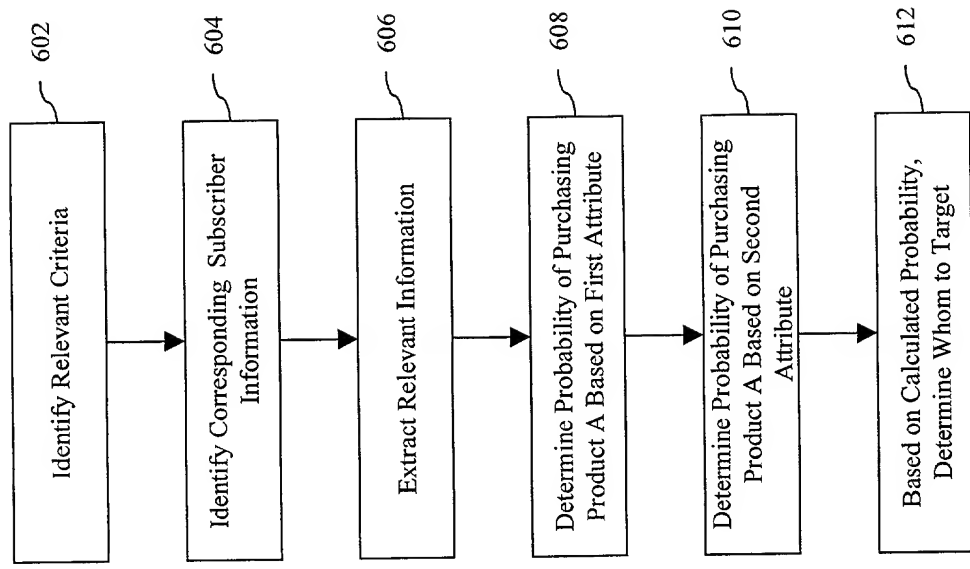 602
Identify Relevant Criteria
604
Identify Corresponding Subscriber
Information
606
Extract Relevant Information
608
Determine Probability of Purchasing
Product A Based on First Attribute
610
Determine Probability of Purchasing
Product A Based on Second
Attribute
612
Based on Calculated Probability,
Determine Whom to Target